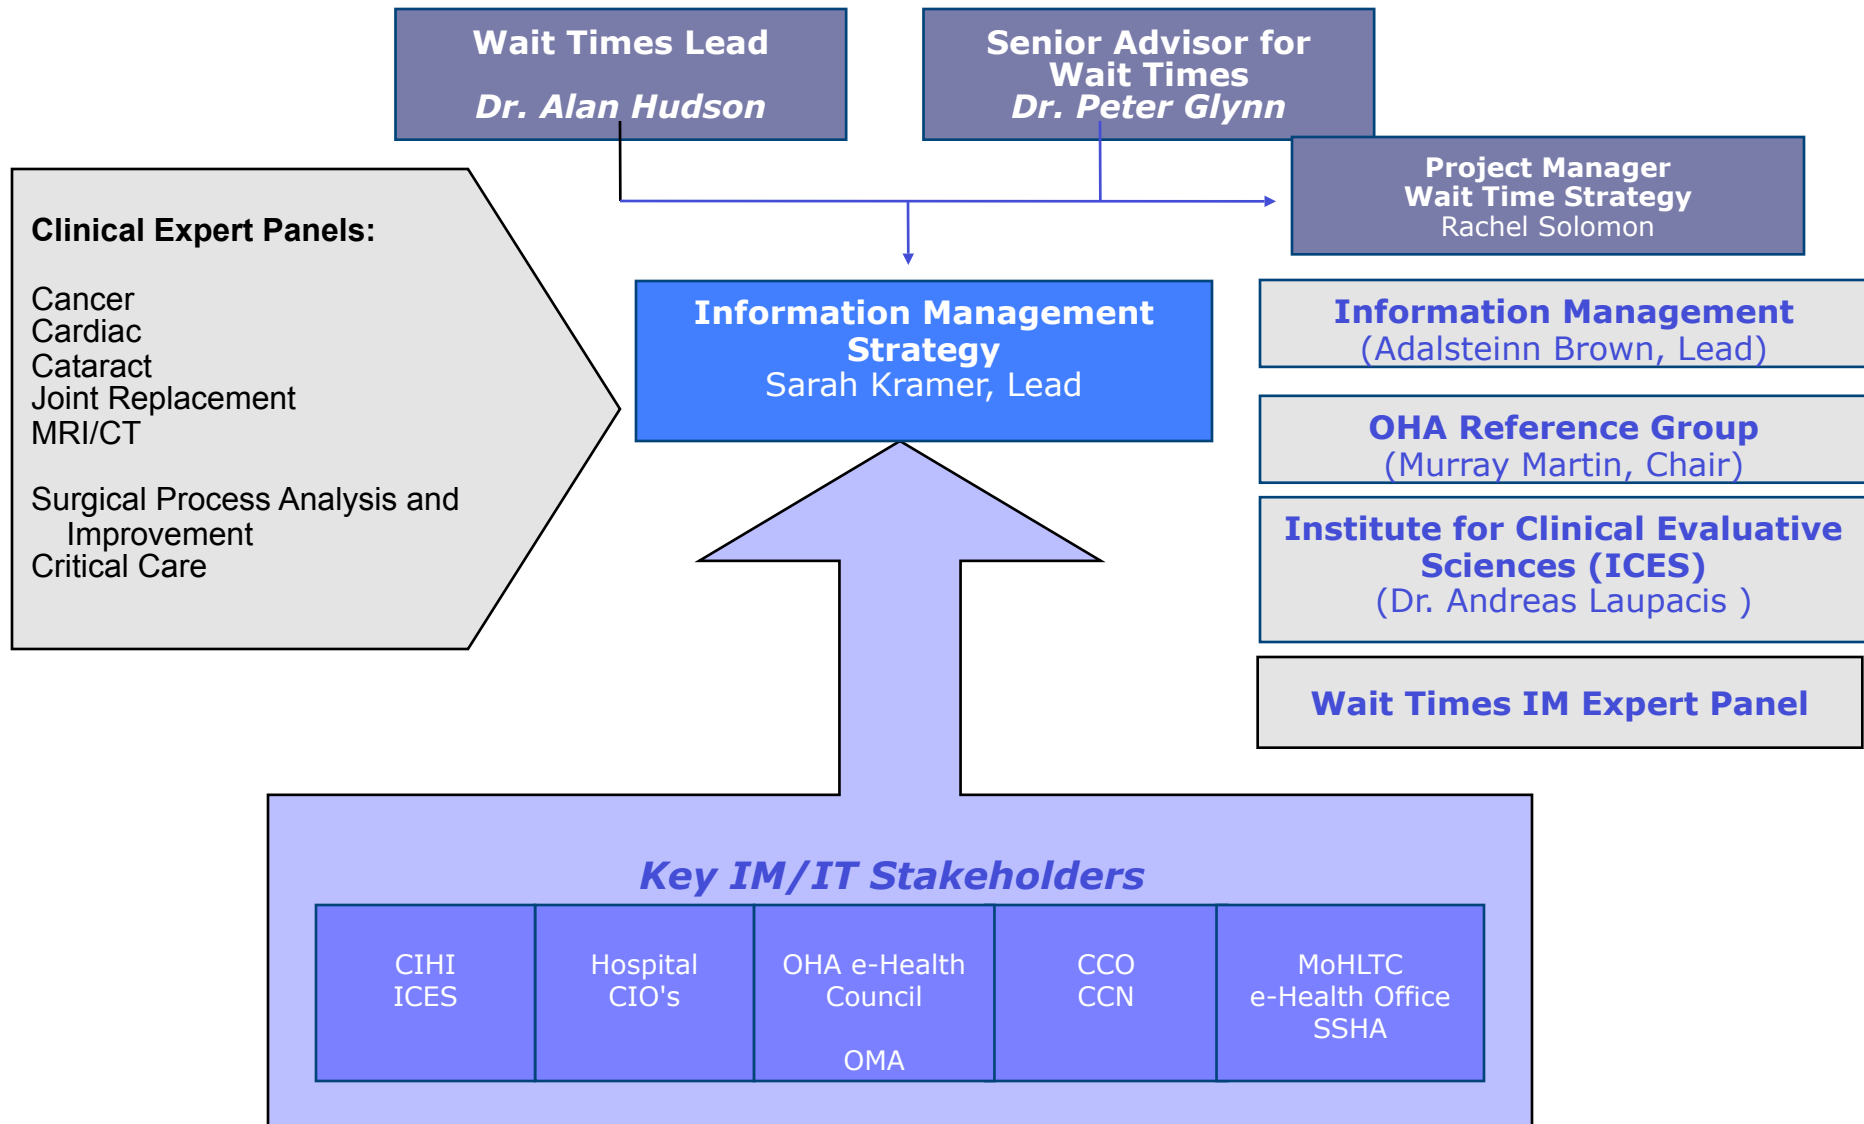 Wait Times Lead
Dr. Alan Hudson
Senior Advisor for
Wait Times
Dr. Peter Glynn
Project Manager
Wait Time Strategy
Rachel Solomon
Clinical Expert Panels:
Cancer
Cardiac
Cataract
Joint Replacement
MRI/CT
Surgical Process Analysis and
Improvement
Critical Care
Information Management
Strategy
Sarah Kramer, Lead
Information Management
(Adalsteinn Brown, Lead)
OHA Reference Group
(Murray Martin, Chair)
Institute for Clinical Evaluative
Sciences (ICES)
(Dr. Andreas Laupacis )
Wait Times IM Expert Panel
Key IM/IT Stakeholders
CIHI
ICES
Hospital
CIO's
OHA e-Health
Council
OMA
CCO
CCN
MoHLTC
e-Health Office
SSHA